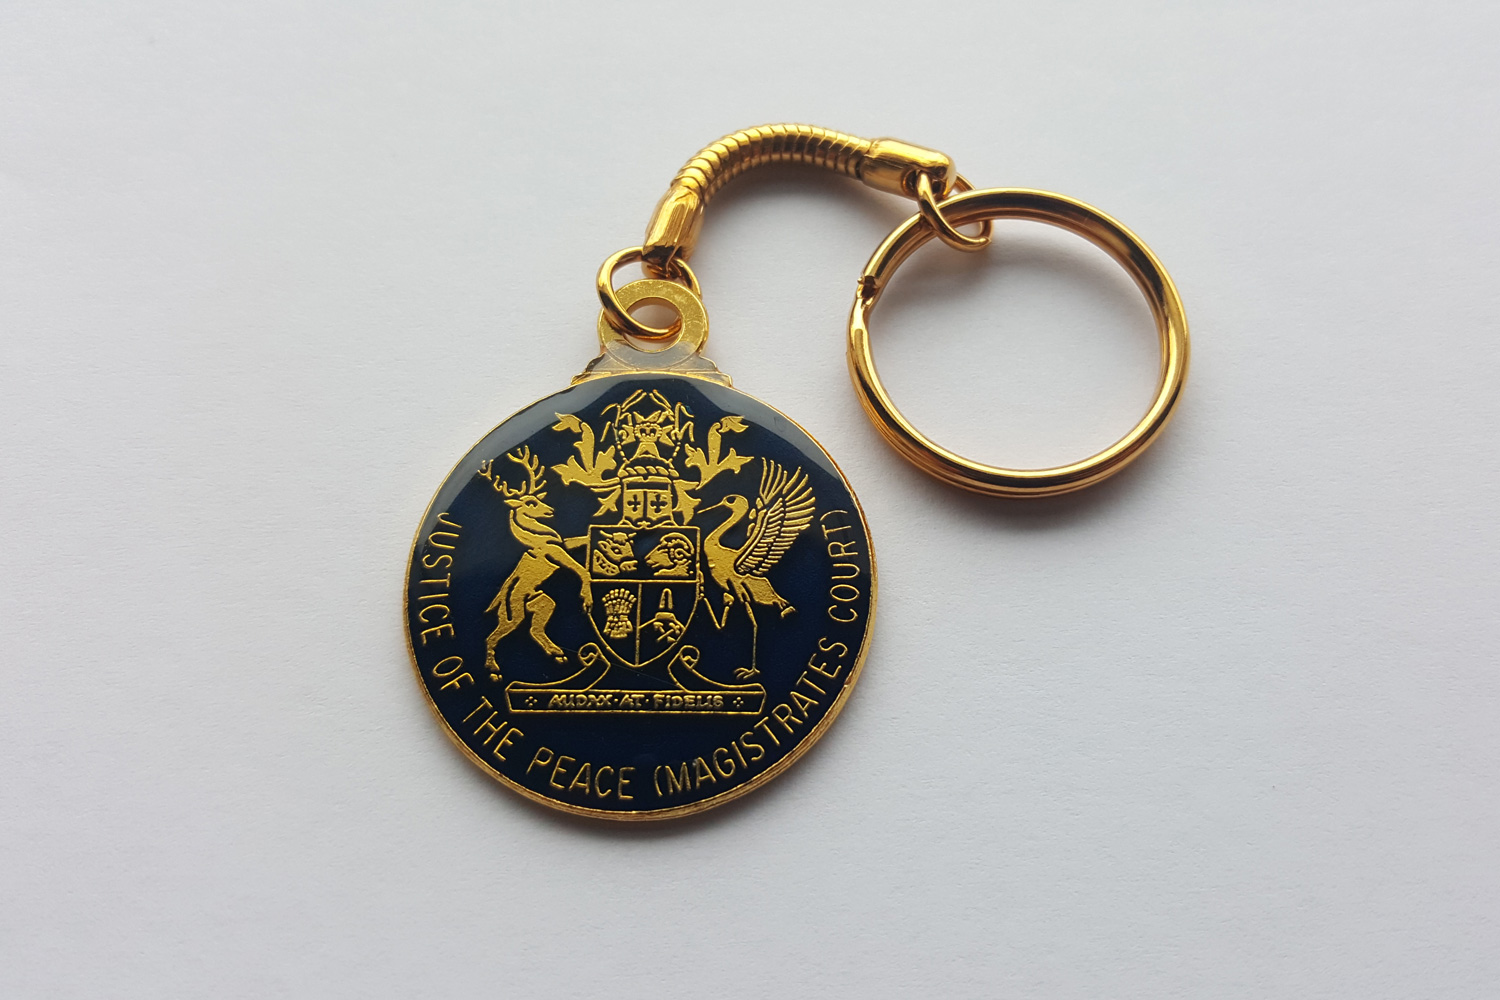 AUDAX·AT·FIDELIS
JUSTICE OF THE PEACE (MAGISTRATES COURT)